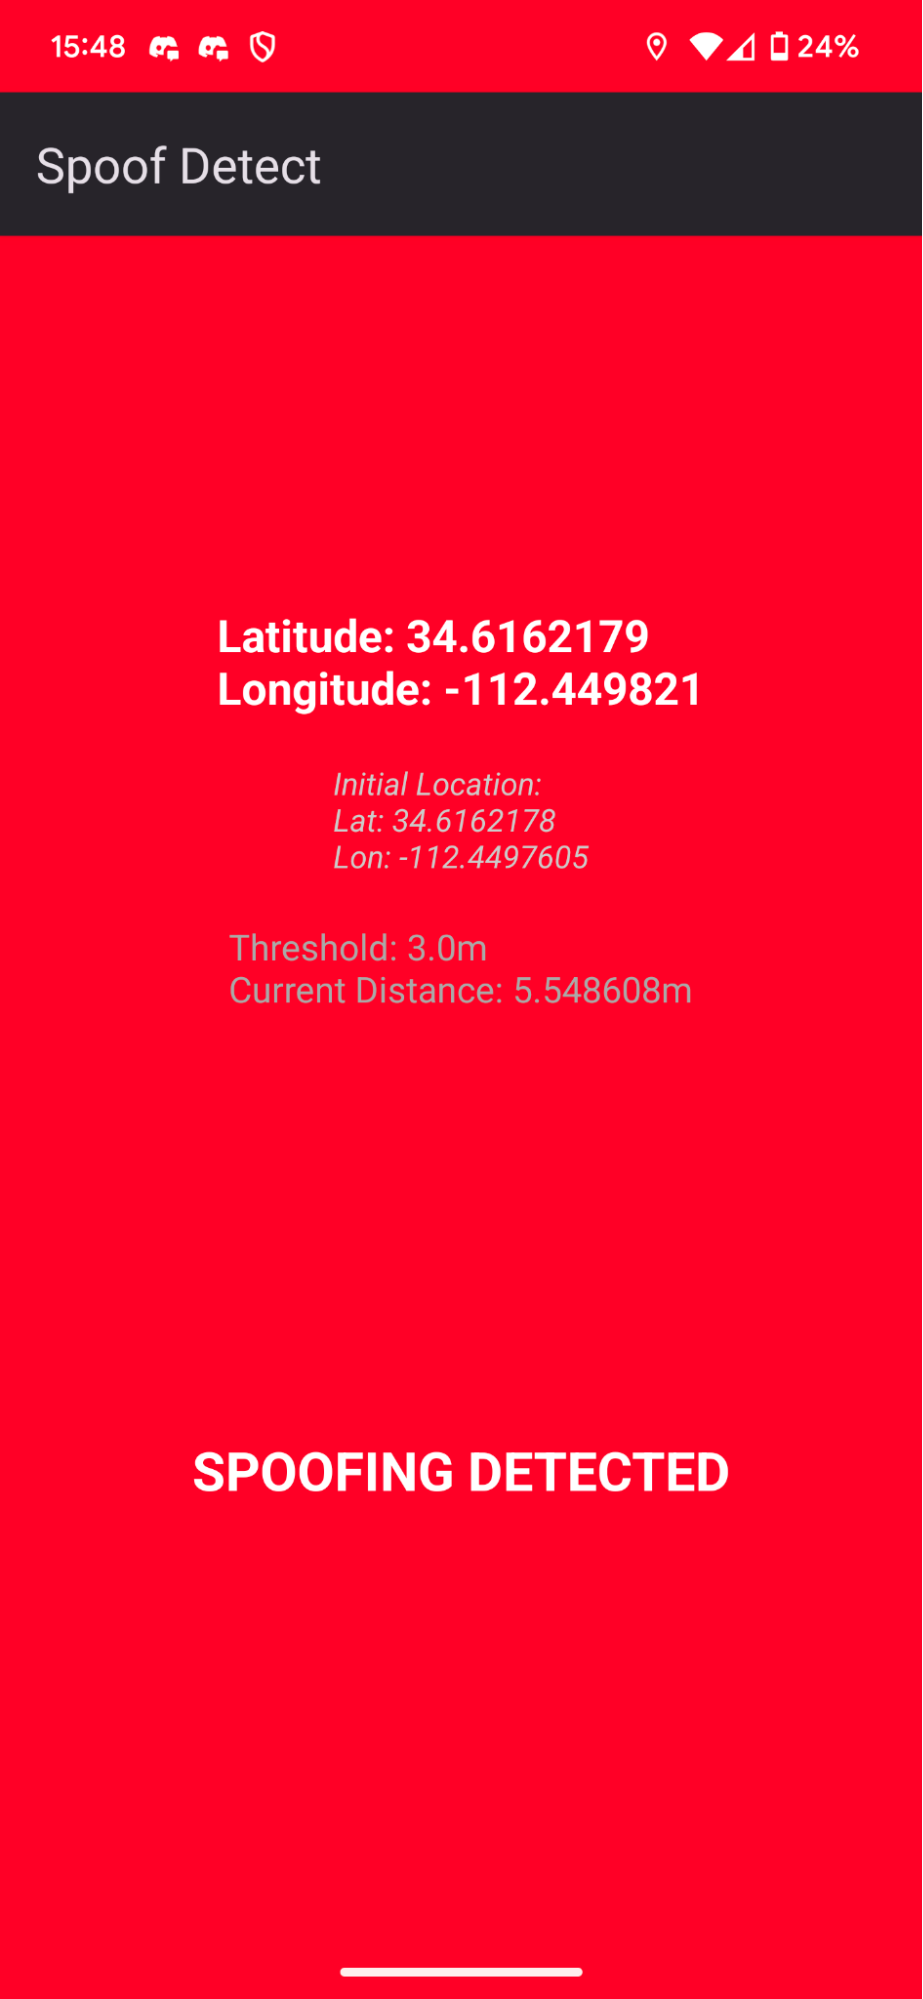 15:48 24%
Spoof Detect
Latitude: 34.6162179
Longitude: -112.449821
Initial Location:
Lat: 34.6162178
Lon: -112.4497605
Threshold: 3.0m
Current Distance: 5.548608m
SPOOFING DETECTED